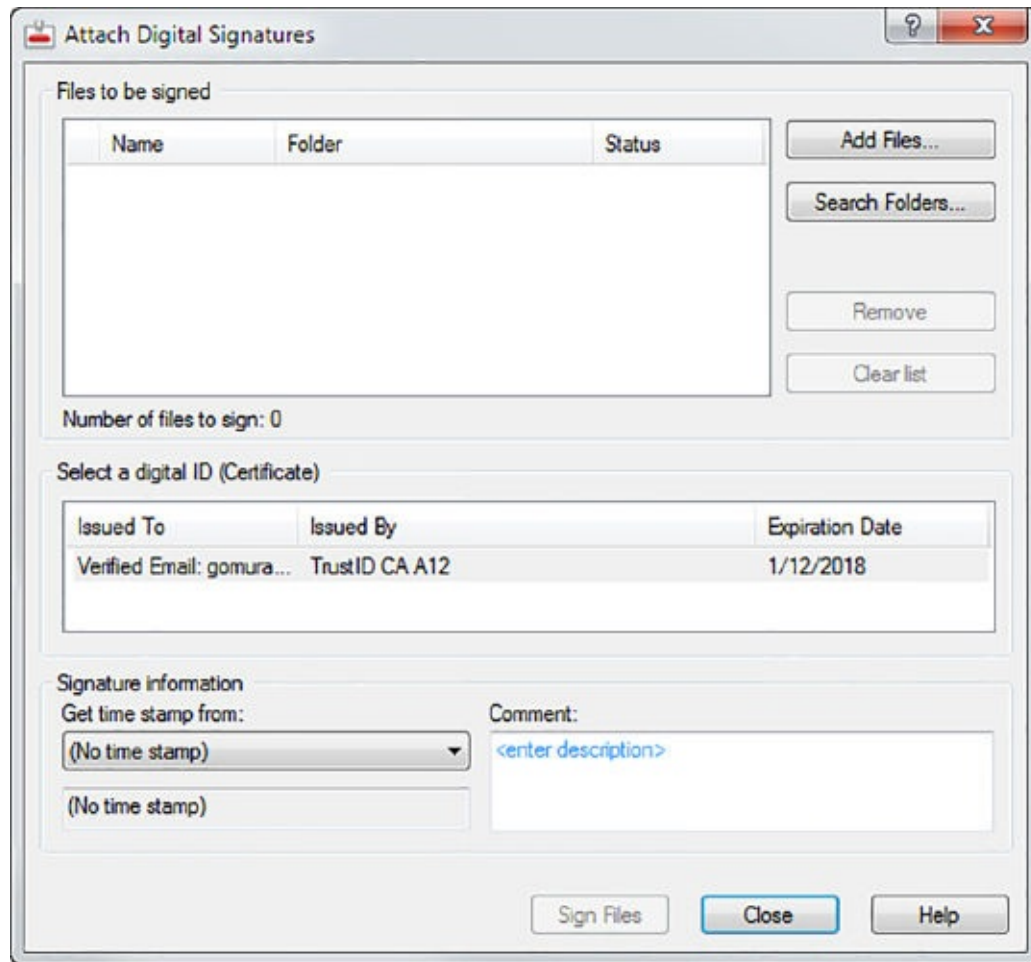 Attach Digital Signatures
Files to be signed
Name Folder Status
Add Files...
Search Folders...
Remove
Clear list
Number of files to sign: 0
Select a digital ID (Certificate)
Issued To Issued By Expiration Date
Verified Email: gomura... TrustID CA A12 1/12/2018
Signature information
Get time stamp from:
(No time stamp)
(No time stamp)
Comment:
<enter description>
Sign Files Close Help